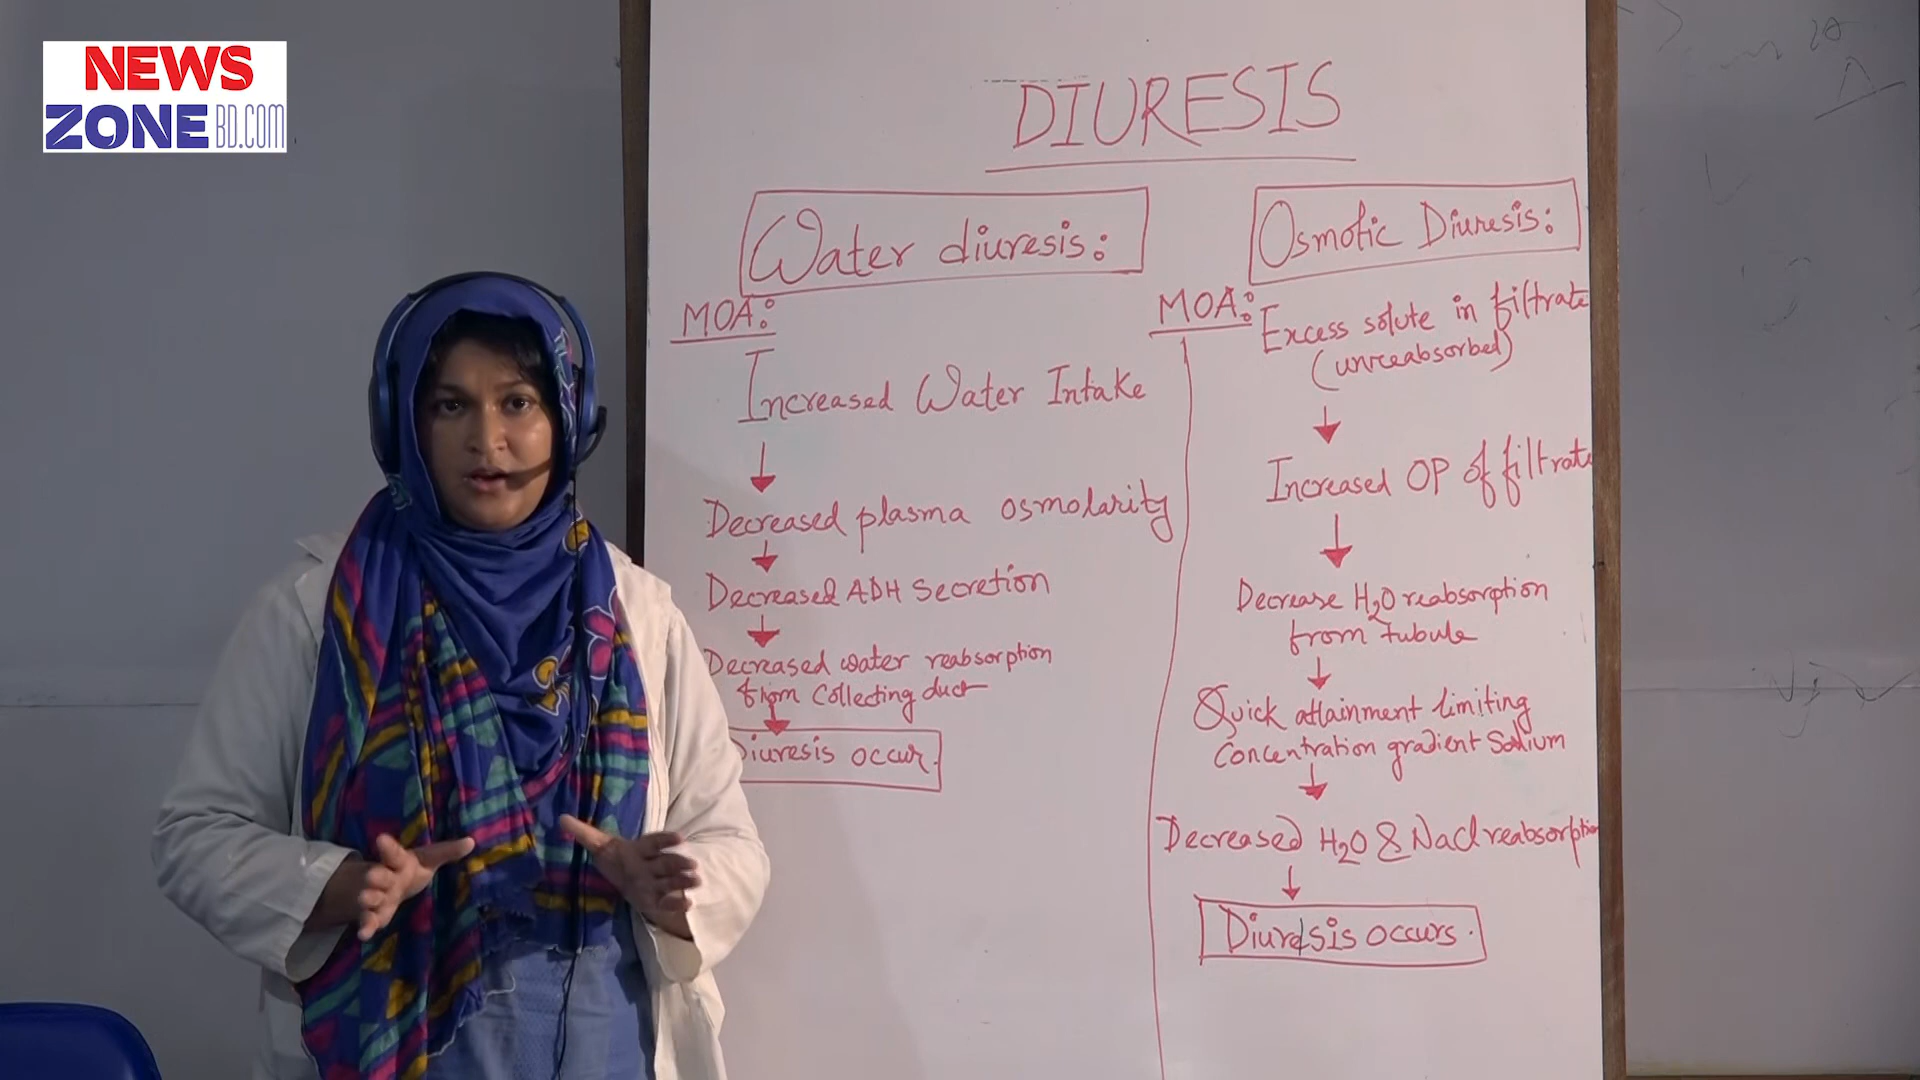 NEWS
ZONE BD.COM
DIURESIS
Water diuresis:
MOA:
Increased Water Intake
Decreased plasma osmolarity
Decreased ADH Secretion
Decreased water reabsorption
from Collecting duct
Diuresis occur.
Osmotic Diuresis:
MOA:
Excess solute in filtrate
(unreabsorbed)
Increased OP of filtrate
Decrease H2O reabsorption
from tubule
Quick attainment limiting
Concentration gradient Sodium
Decreased H2O & Nacl reabsorption
Diuresis occurs.